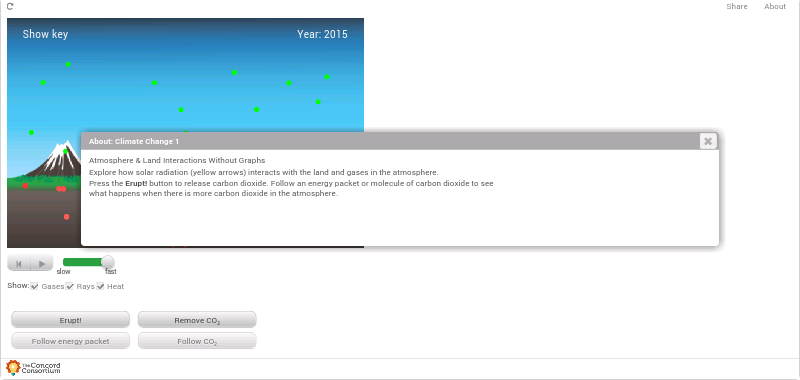 Share About
Show key Year: 2015
About: Climate Change 1
Atmosphere & Land Interactions Without Graphs
Explore how solar radiation (yellow arrows) interacts with the land and gases in the atmosphere.
Press the Erupt! button to release carbon dioxide. Follow an energy packet or molecule of carbon dioxide to see
what happens when there is more carbon dioxide in the atmosphere.
slow fast
Show: Gases Rays Heat
Erupt! Remove CO₂
Follow energy packet Follow CO₂
The Concord
Consortium